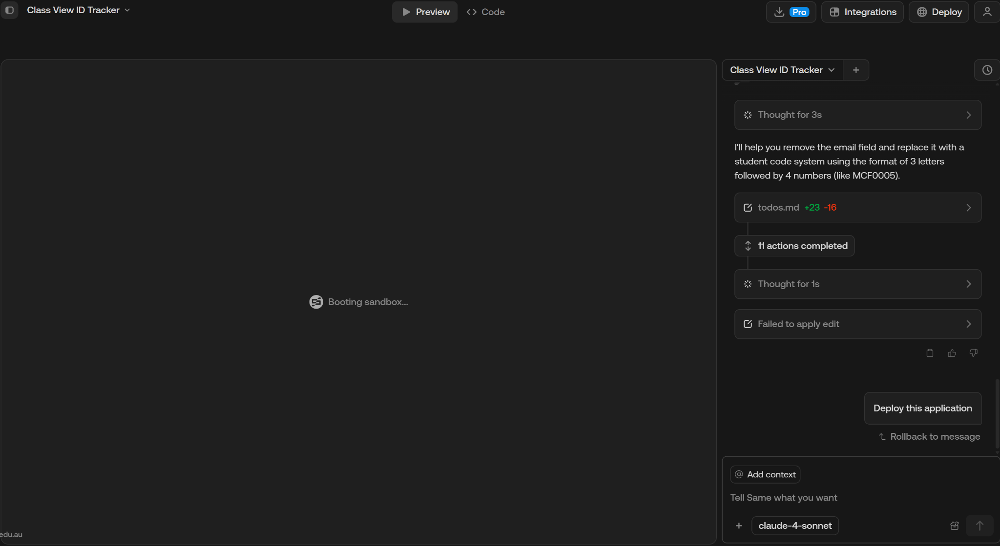 Class View ID Tracker
Preview
Code
Pro
Integrations
Deploy
Class View ID Tracker
Thought for 3s
I'll help you remove the email field and replace it with a
student code system using the format of 3 letters
followed by 4 numbers (like MCF0005).
todos.md +23 -16
11 actions completed
Thought for 1s
Failed to apply edit
Booting sandbox...
Deploy this application
Rollback to message
Add context
Tell Same what you want
claude-4-sonnet
edu.au